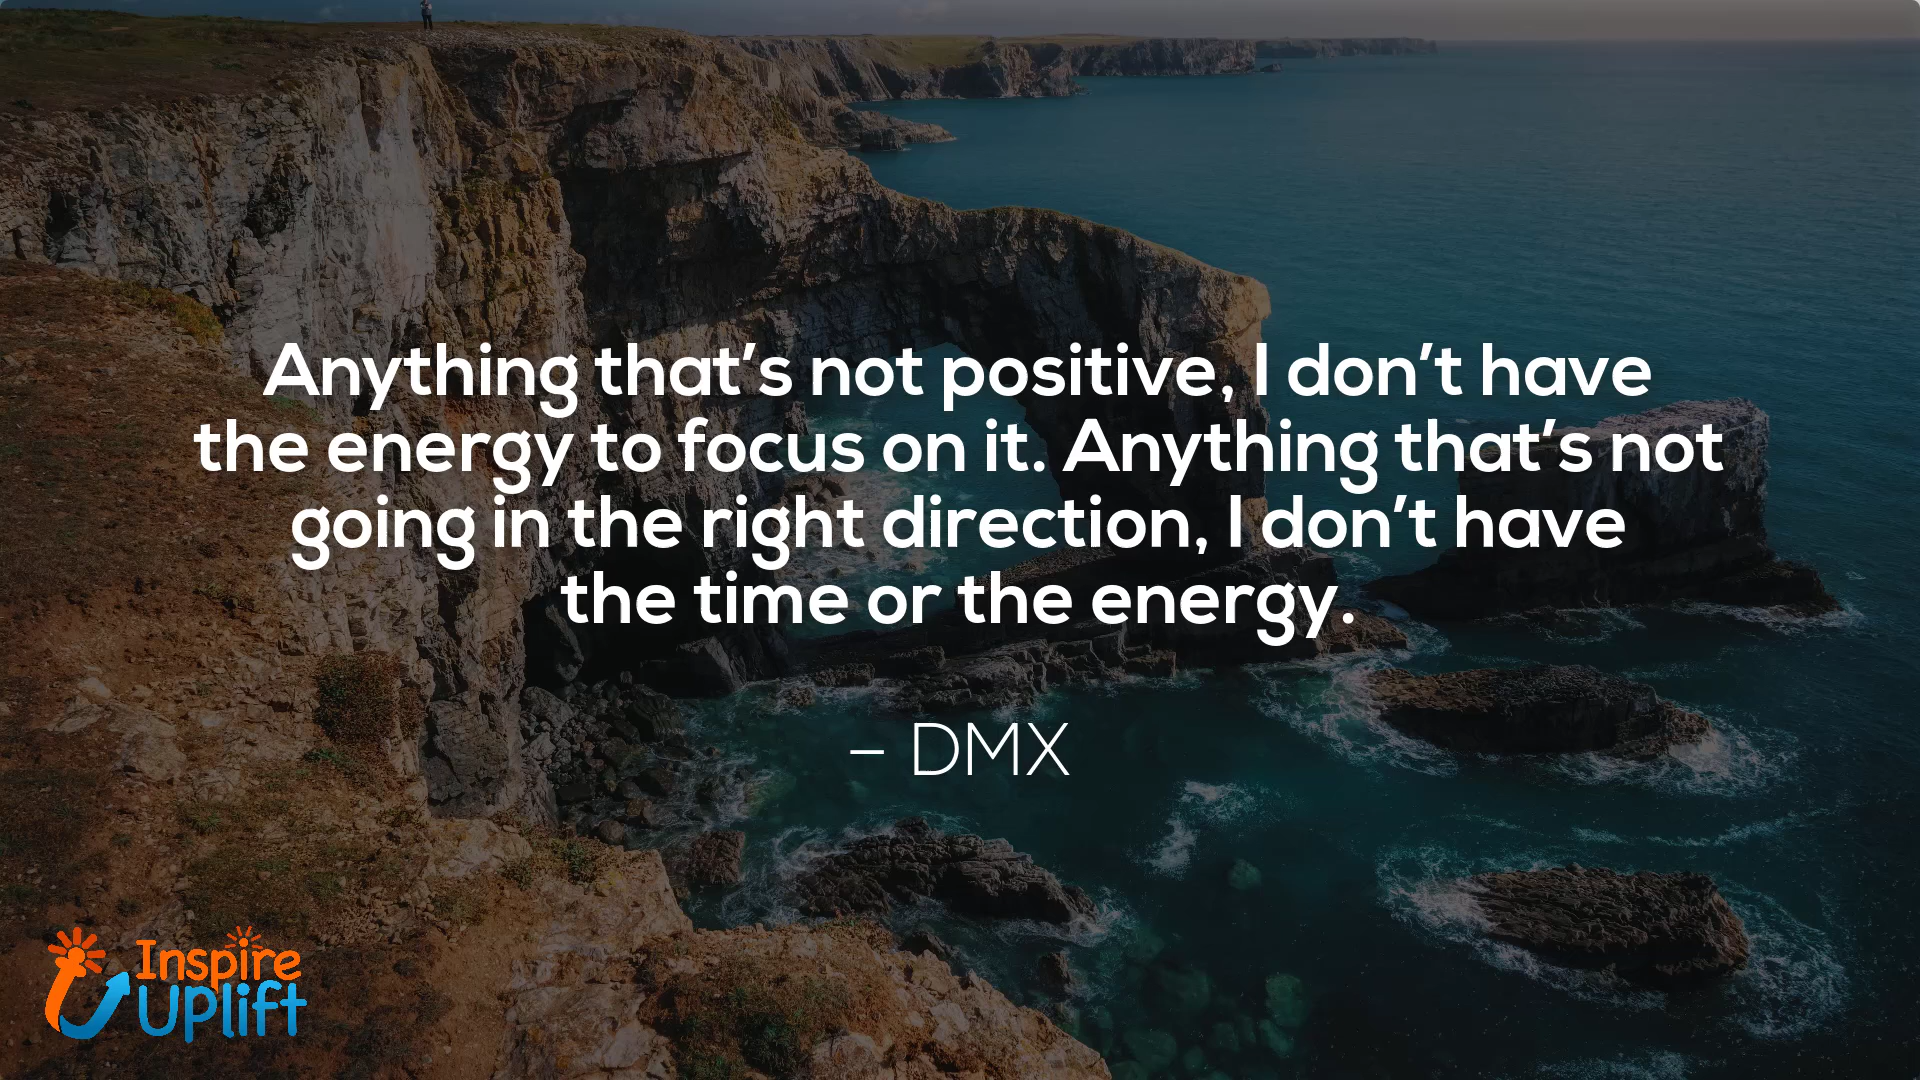 Anything that’s not positive, I don’t have
the energy to focus on it. Anything that’s not
going in the right direction, I don’t have
the time or the energy.
– DMX
Inspire
Uplift